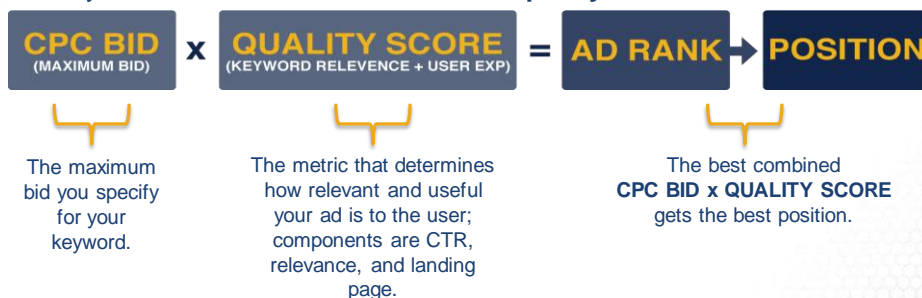 CPC BID
(MAXIMUM BID)
x
QUALITY SCORE
(KEYWORD RELEVENCE + USER EXP)
=
AD RANK
POSITION
The maximum
bid you specify
for your
keyword.
The metric that determines
how relevant and useful
your ad is to the user;
components are CTR,
relevance, and landing
page.
The best combined
CPC BID x QUALITY SCORE
gets the best position.